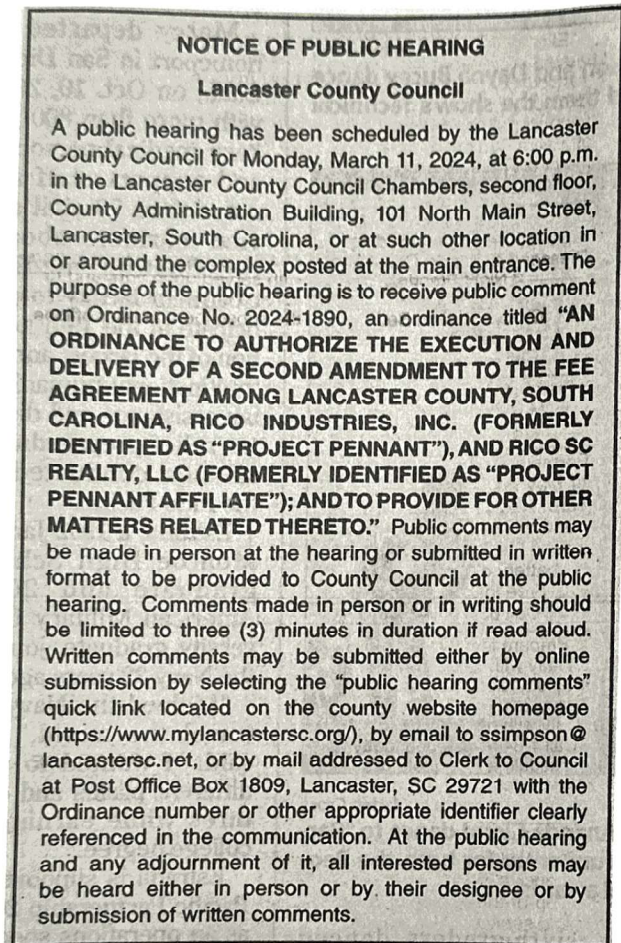 NOTICE OF PUBLIC HEARING
Lancaster County Council
A public hearing has been scheduled by the Lancaster
County Council for Monday, March 11, 2024, at 6:00 p.m.
in the Lancaster County Council Chambers, second floor,
County Administration Building, 101 North Main Street,
Lancaster, South Carolina, or at such other location in
or around the complex posted at the main entrance. The
purpose of the public hearing is to receive public comment
on Ordinance No. 2024-1890, an ordinance titled “AN
ORDINANCE TO AUTHORIZE THE EXECUTION AND
DELIVERY OF A SECOND AMENDMENT TO THE FEE
AGREEMENT AMONG LANCASTER COUNTY, SOUTH
CAROLINA, RICO INDUSTRIES, INC. (FORMERLY
IDENTIFIED AS “PROJECT PENNANT”), AND RICO SC
REALTY, LLC (FORMERLY IDENTIFIED AS “PROJECT
PENNANT AFFILIATE”); AND TO PROVIDE FOR OTHER
MATTERS RELATED THERETO.” Public comments may
be made in person at the hearing or submitted in written
format to be provided to County Council at the public
hearing. Comments made in person or in writing should
be limited to three (3) minutes in duration if read aloud.
Written comments may be submitted either by online
submission by selecting the “public hearing comments”
quick link located on the county website homepage
(https://www.mylancastersc.org/), by email to ssimpson@
lancastersc.net, or by mail addressed to Clerk to Council
at Post Office Box 1809, Lancaster, SC 29721 with the
Ordinance number or other appropriate identifier clearly
referenced in the communication. At the public hearing
and any adjournment of it, all interested persons may
be heard either in person or by their designee or by
submission of written comments.